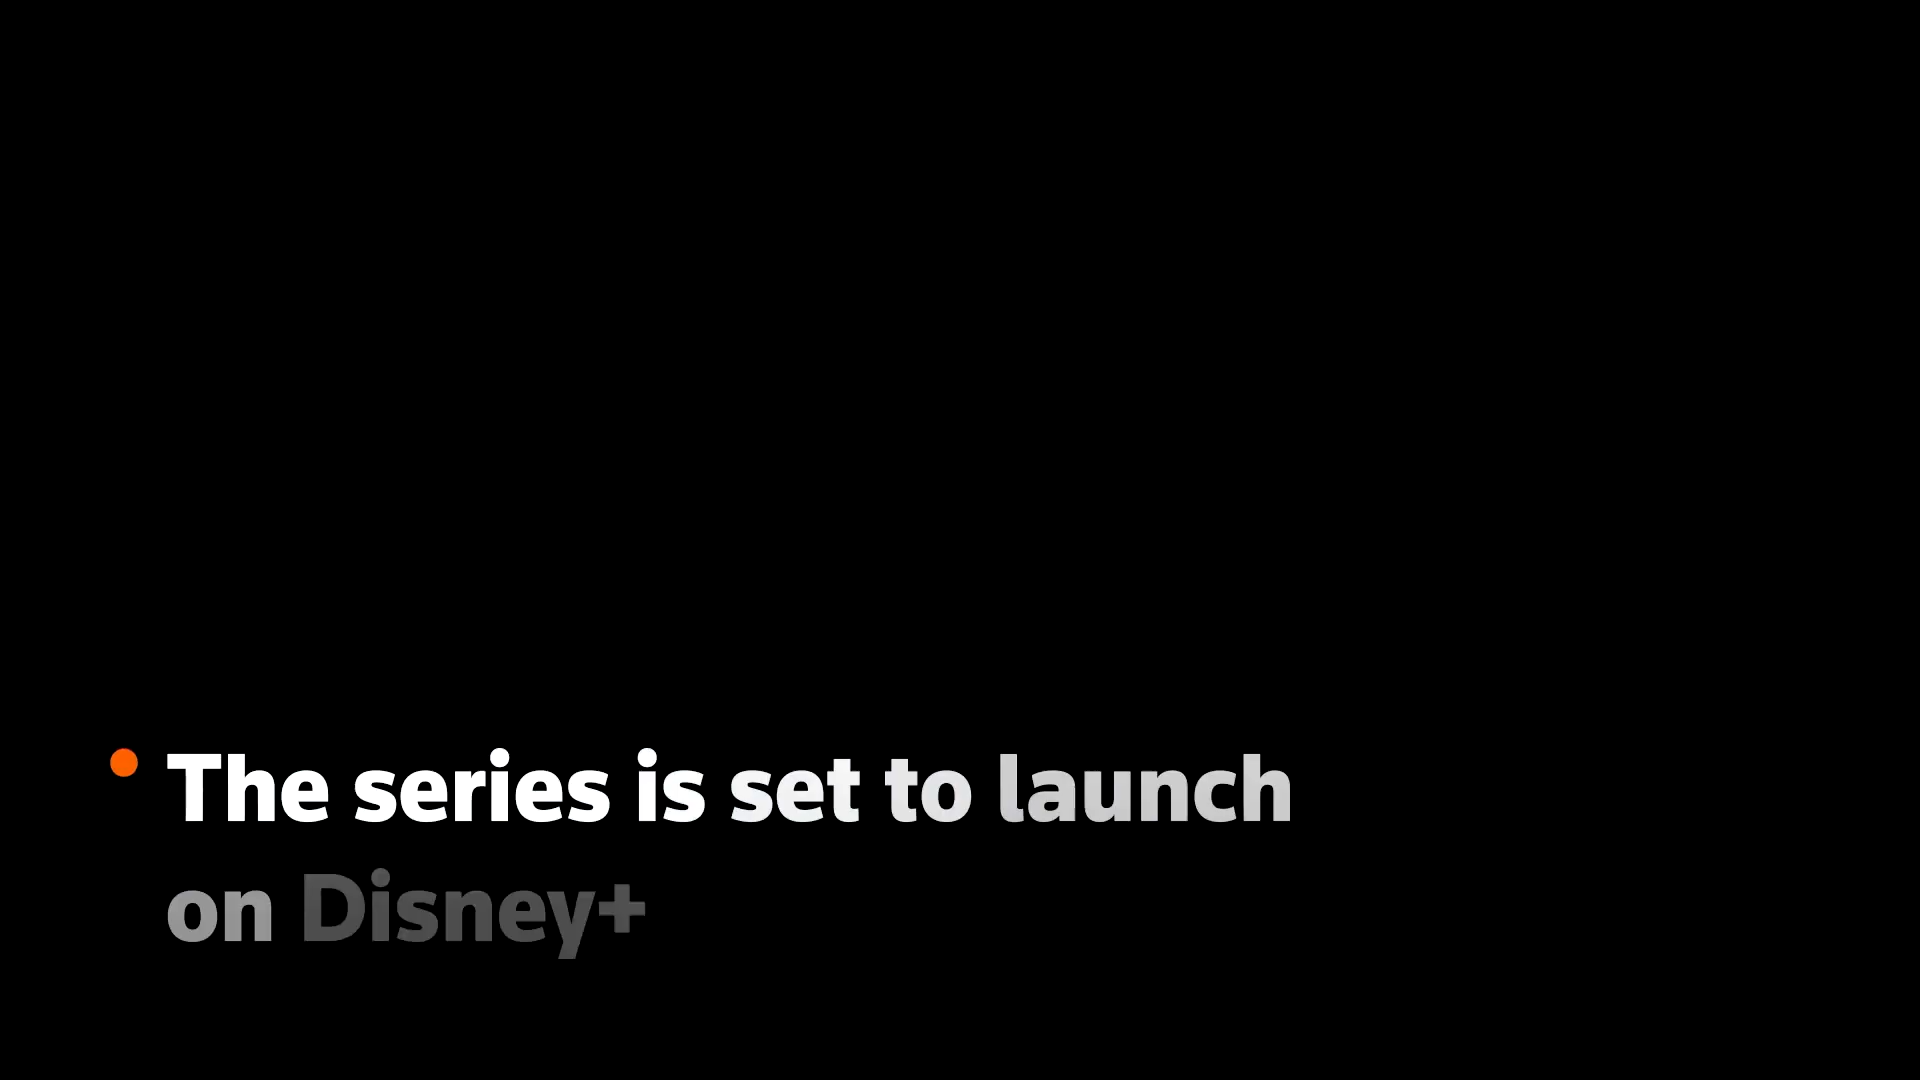 The series is set to launch
on Disney+